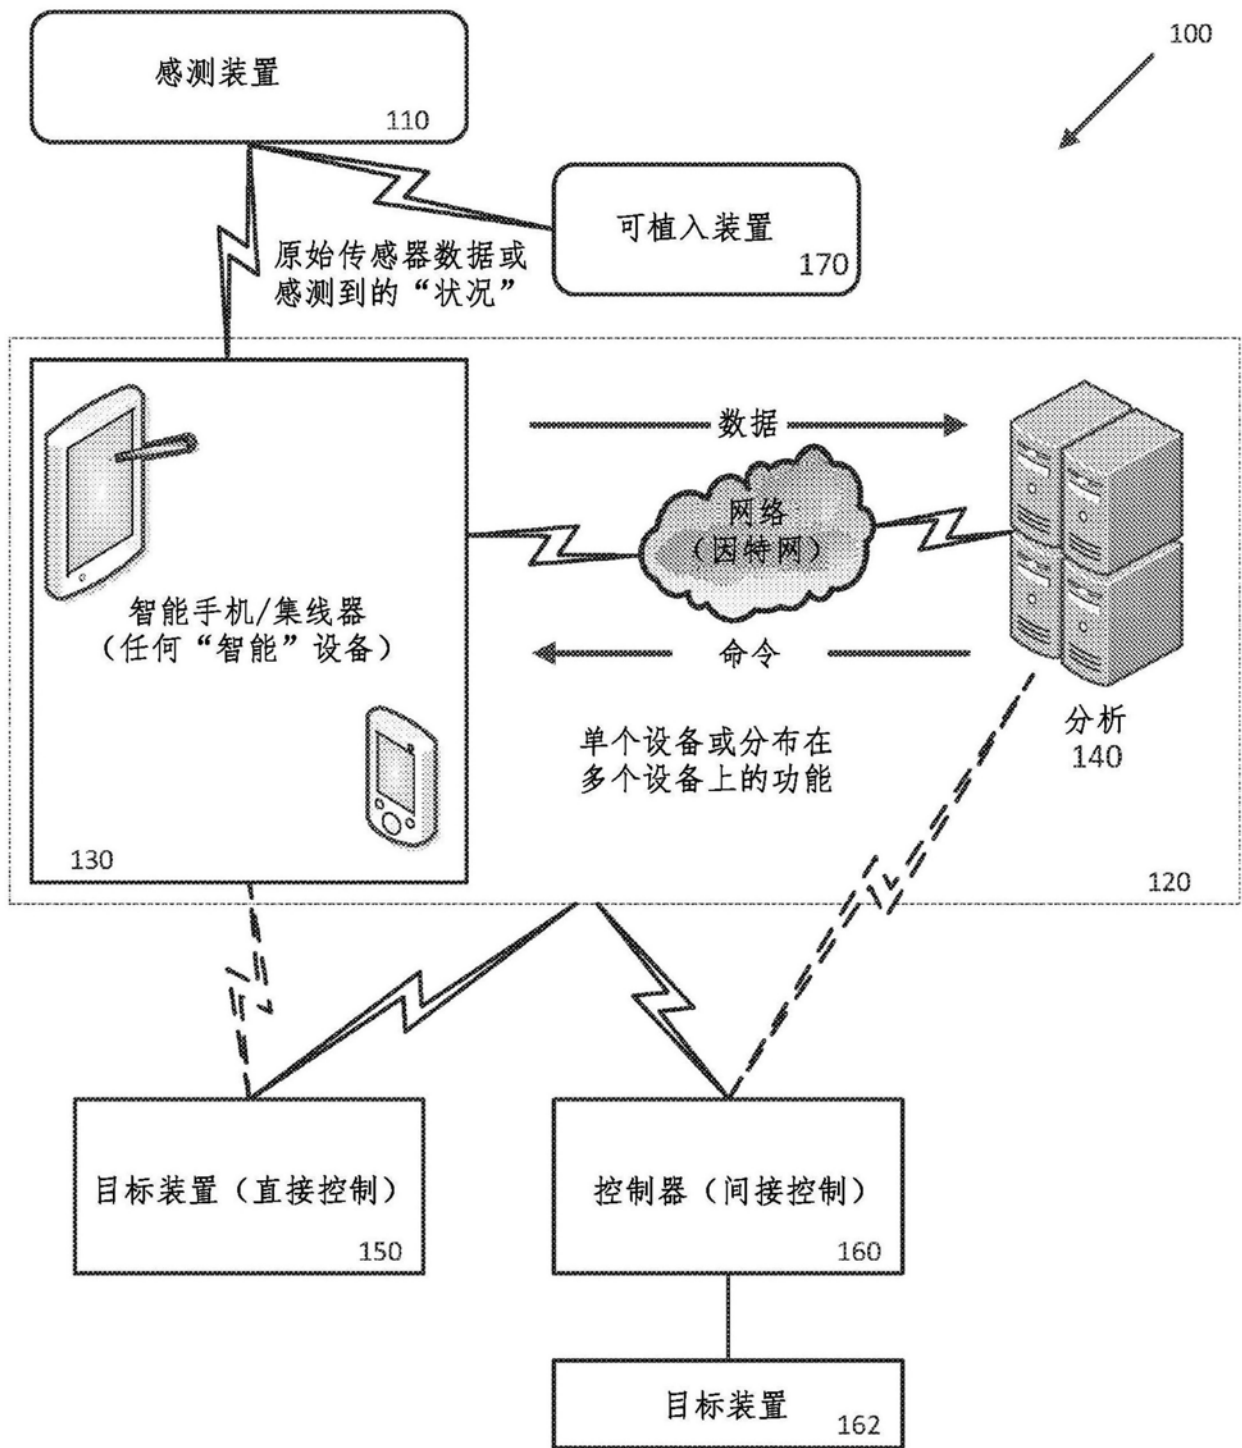 100
感测装置
110
可植入装置
170
原始传感器数据或
感测到的“状况”
数据
网络
（因特网）
智能手机/集线器
（任何“智能”设备）
命令
分析
140
单个设备或分布在
多个设备上的功能
130
120
目标装置（直接控制）
150
控制器（间接控制）
160
目标装置
162